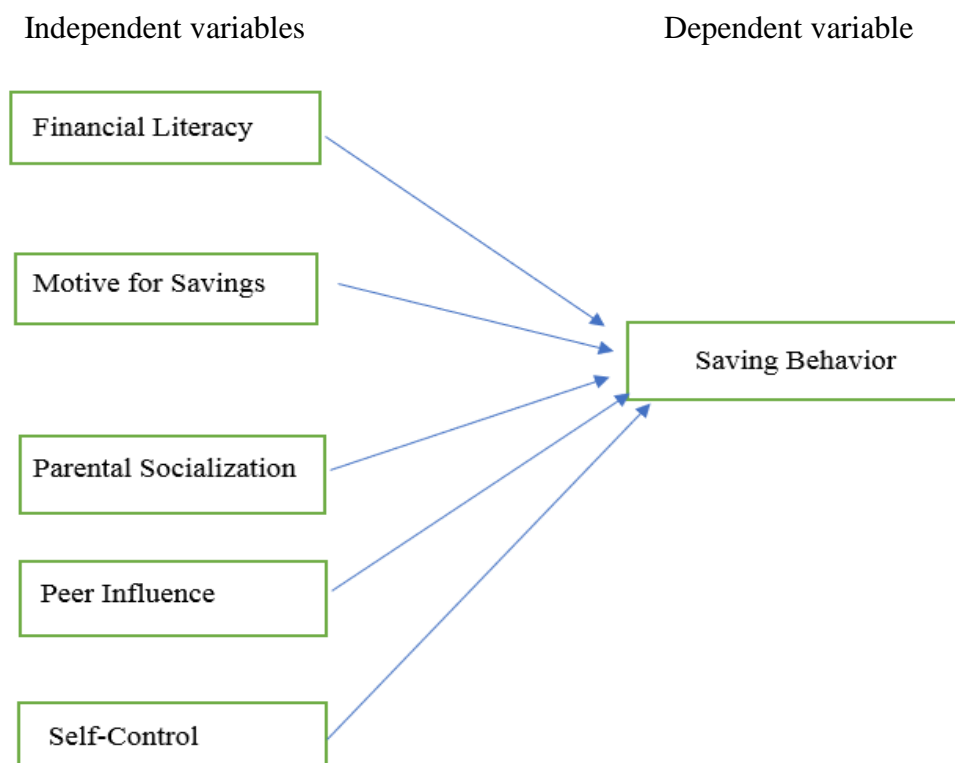 Independent variables
Dependent variable
Financial Literacy
Motive for Savings
Saving Behavior
Parental Socialization
Peer Influence
Self-Control